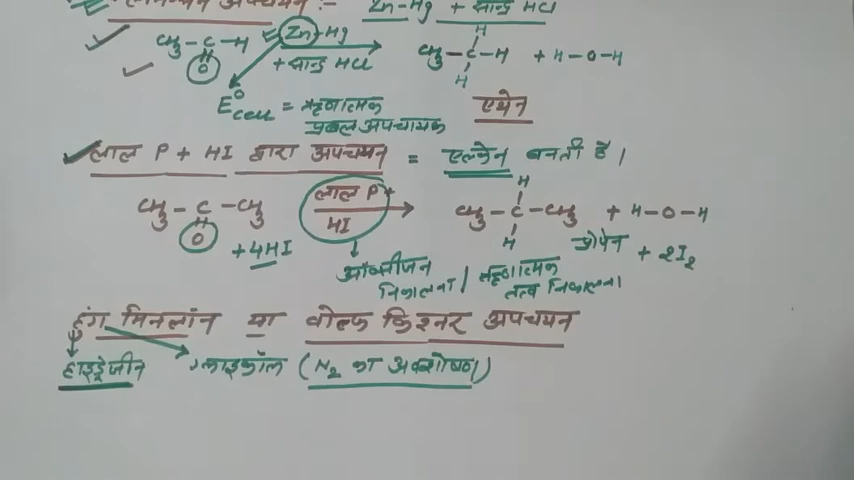 क्लीमेन्शन अपचयन :- Zn-Hg + सान्द्र HCl
CH3 - C - H Zn-Hg + सान्द्र HCl CH3 - C - H + H - O - H
O H H
E°cell = ऋणात्मक एथेन
प्रबल अपचायक
लाल P + HI द्वारा अपचयन = एल्केन बनती है।
CH3 - C - CH3 लाल P + HI CH3 - C - CH3 + H - O - H
O + 4HI H H प्रोपेन + 2I2
ऑक्सीजन निकालना / ऋणात्मक तत्व निकालना
हंग मिनलॉन या वोल्फ किश्नर अपचयन
हाइड्रेजीन ग्लाइकॉल (N2 का अवशोषण)